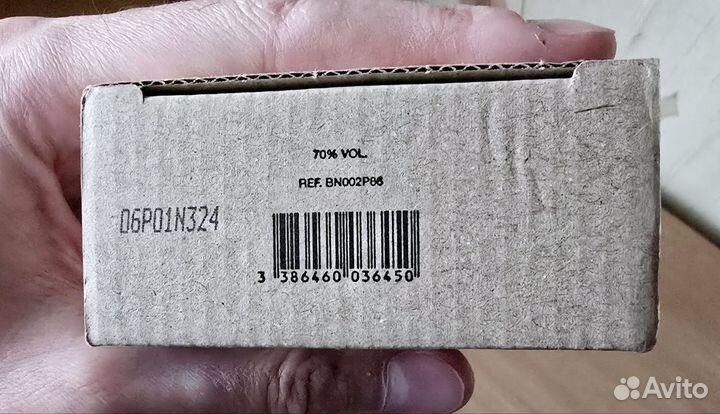 70% VOL.
REF. BN002P86
06P01N324
3 386460 036450
Avito